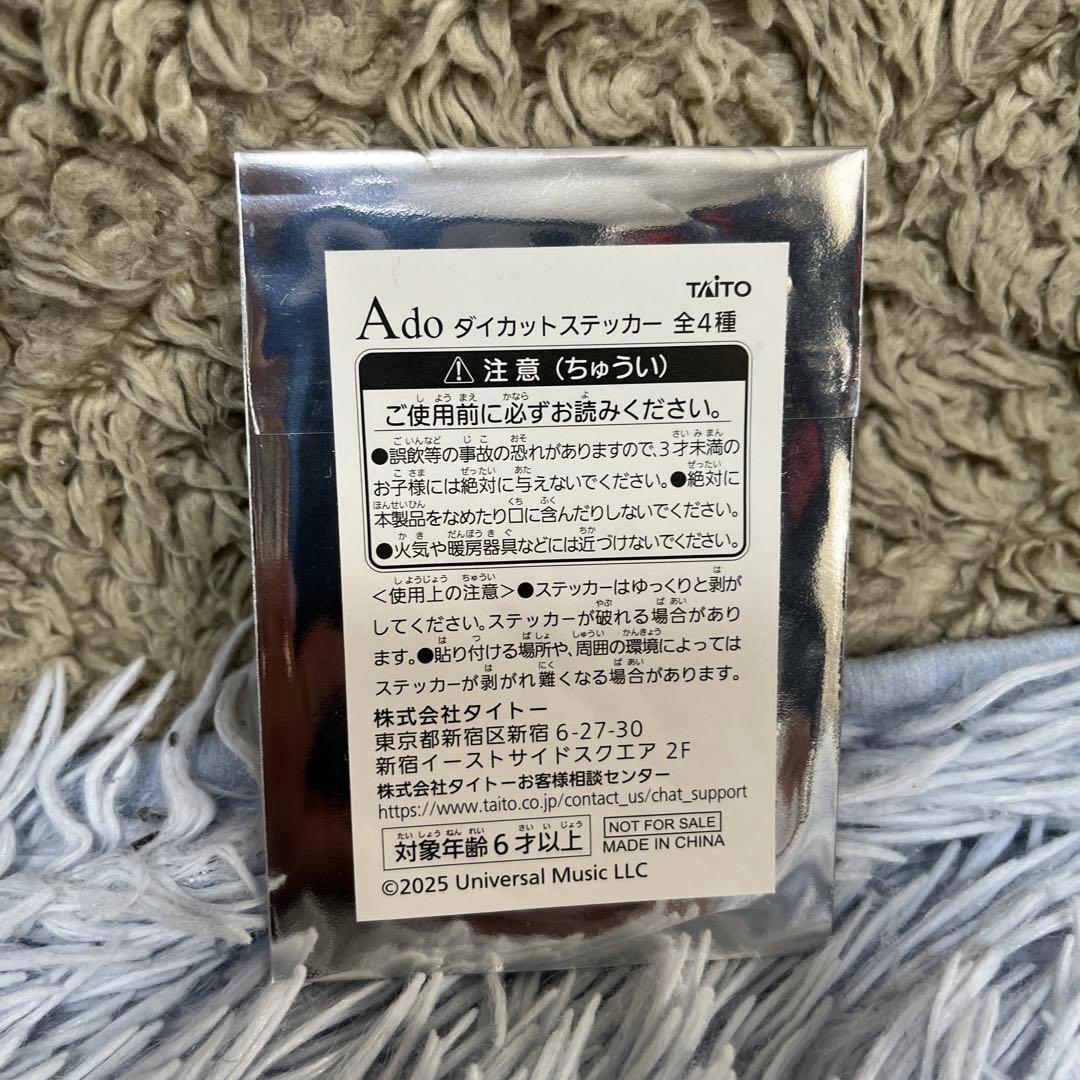 TAITO
Ado ダイカットステッカー 全4種
注意（ちゅうい）
ご使用前に必ずお読みください。
●誤飲等の事故の恐れがありますので、3才未満の
お子様には絶対に与えないでください。●絶対に
本製品をなめたり口に含んだりしないでください。
●火気や暖房器具などには近づけないでください。
＜使用上の注意＞●ステッカーはゆっくりと剥が
してください。ステッカーが破れる場合があり
ます。●貼り付ける場所や、周囲の環境によっては
ステッカーが剥がれ難くなる場合があります。
株式会社タイトー
東京都新宿区新宿 6-27-30
新宿イーストサイドスクエア 2F
株式会社タイトーお客様相談センター
https://www.taito.co.jp/contact_us/chat_support
対象年齢6才以上
NOT FOR SALE
MADE IN CHINA
©2025 Universal Music LLC